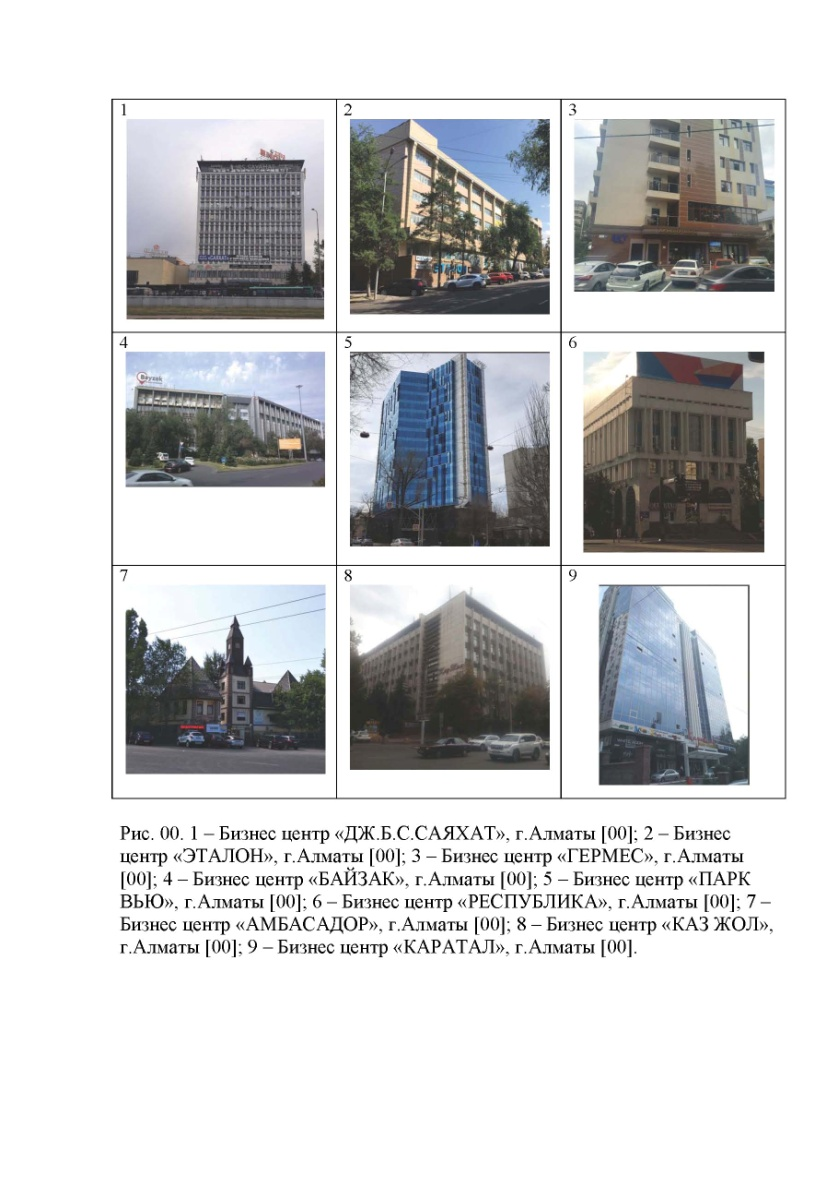 1
2
3
4
Bayzak
5
6
7
8
9
Рис. 00. 1 – Бизнес центр «ДЖ.Б.С.САЯХАТ», г.Алматы [00]; 2 – Бизнес
центр «ЭТАЛОН», г.Алматы [00]; 3 – Бизнес центр «ГЕРМЕС», г.Алматы
[00]; 4 – Бизнес центр «БАЙЗАК», г.Алматы [00]; 5 – Бизнес центр «ПАРК
ВЬЮ», г.Алматы [00]; 6 – Бизнес центр «РЕСПУБЛИКА», г.Алматы [00]; 7 –
Бизнес центр «АМБАСАДОР», г.Алматы [00]; 8 – Бизнес центр «КАЗ ЖОЛ»,
г.Алматы [00]; 9 – Бизнес центр «КАРАТАЛ», г.Алматы [00].